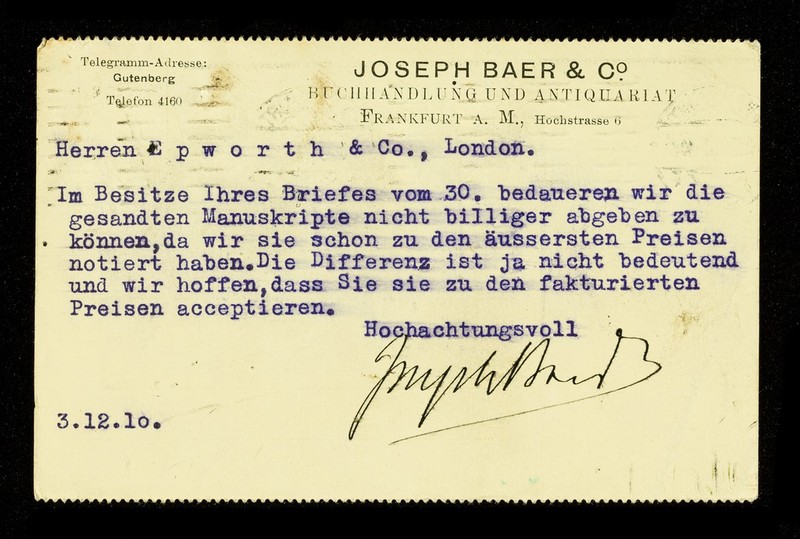 Telegramm-Adresse:
Gutenberg
Telefon 4160
JOSEPH BAER & Cº
BUCHHANDLUNG UND ANTIQUARIAT
FRANKFURT A. M., Hochstrasse 6
Herren E p w o r t h & Co., London.
Im Besitze Ihres Briefes vom 30. bedaueren wir die
gesandten Manuskripte nicht billiger abgeben zu
können,da wir sie schon zu den äussersten Preisen
notiert haben.Die Differenz ist ja nicht bedeutend
und wir hoffen,dass Sie sie zu den fakturierten
Preisen acceptieren.
Hochachtungsvoll
Joseph Baer
3.12.10.